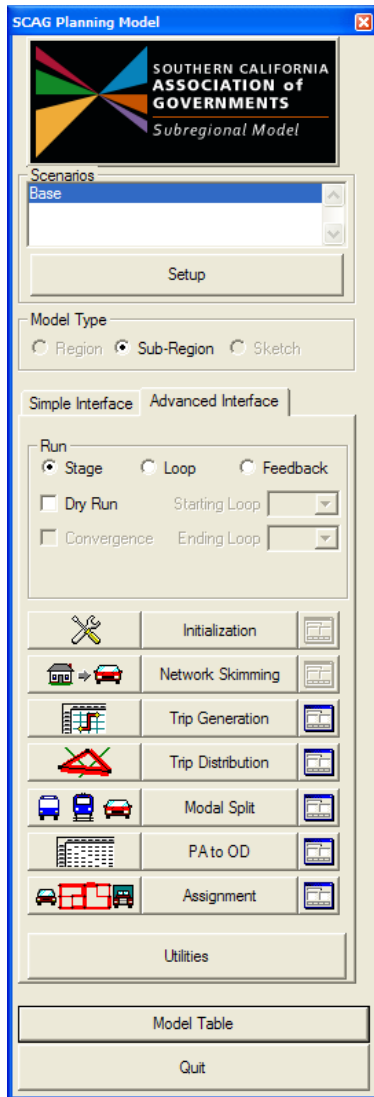 SCAG Planning Model
SOUTHERN CALIFORNIA
ASSOCIATION of
GOVERNMENTS
Subregional Model
Scenarios
Base
Setup
Model Type
Region Sub-Region Sketch
Simple Interface Advanced Interface
Run
Stage Loop Feedback
Dry Run Starting Loop
Convergence Ending Loop
Initialization
Network Skimming
Trip Generation
Trip Distribution
Modal Split
PA to OD
Assignment
Utilities
Model Table
Quit